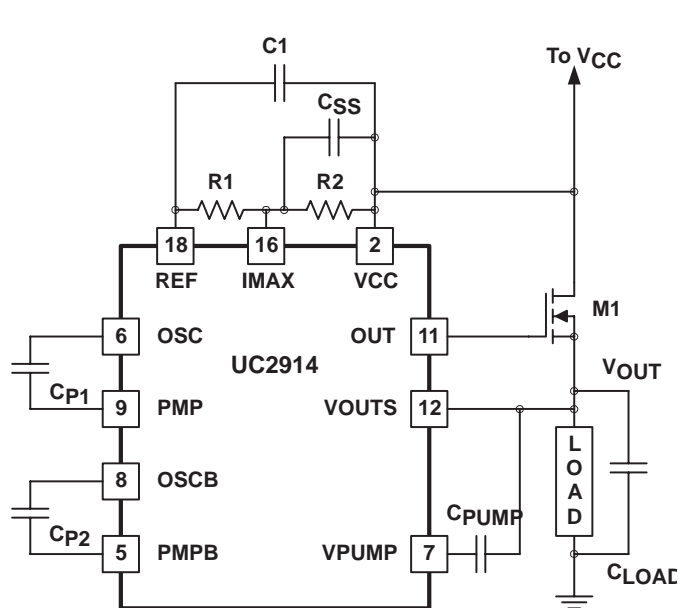 C1
To VCC
CSS
R1
R2
18
16
2
REF
IMAX
VCC
M1
6
OSC
OUT
11
UC2914
CP1
VOUT
9
PMP
VOUTS
12
LOAD
8
OSCB
CP2
CPUMP
5
PMPB
VPUMP
7
CLOAD